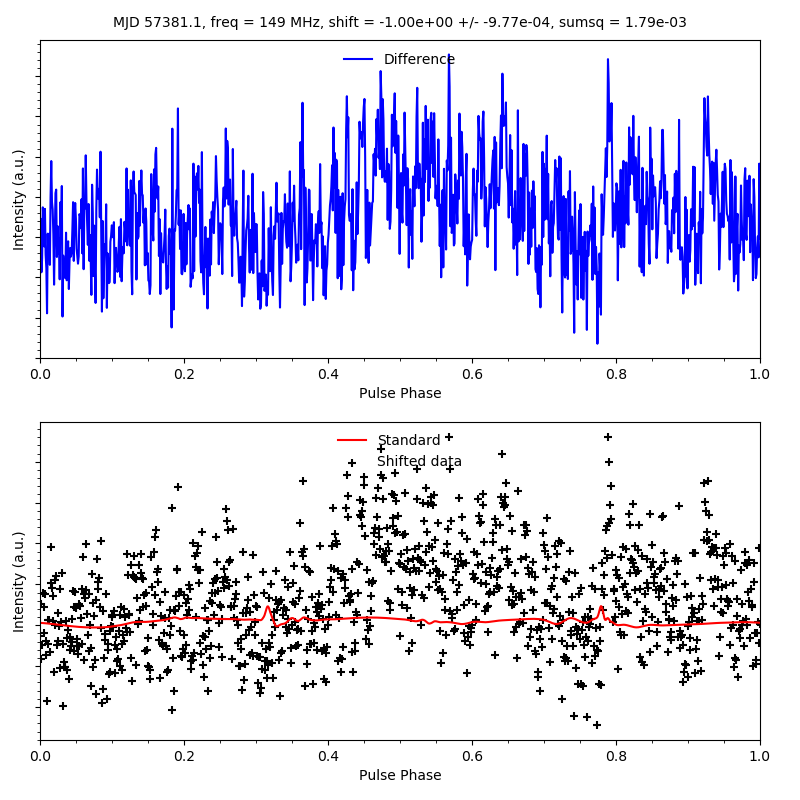 MJD 57381.1, freq = 149 MHz, shift = -1.00e+00 +/- -9.77e-04, sumsq = 1.79e-03
Difference
Intensity (a.u.)
0.0 0.2 0.4 0.6 0.8 1.0
Pulse Phase
Standard
Shifted data
Intensity (a.u.)
0.0 0.2 0.4 0.6 0.8 1.0
Pulse Phase